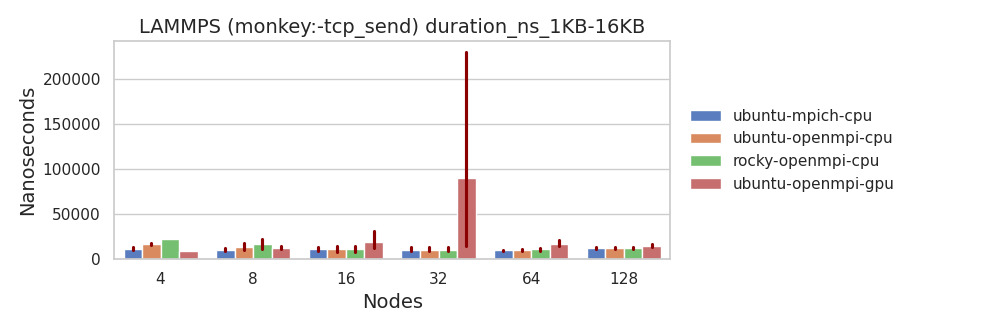 LAMMPS (monkey:-tcp_send) duration_ns_1KB-16KB
Nanoseconds
200000
150000
100000
50000
0
4 8 16 32 64 128
Nodes
ubuntu-mpich-cpu
ubuntu-openmpi-cpu
rocky-openmpi-cpu
ubuntu-openmpi-gpu